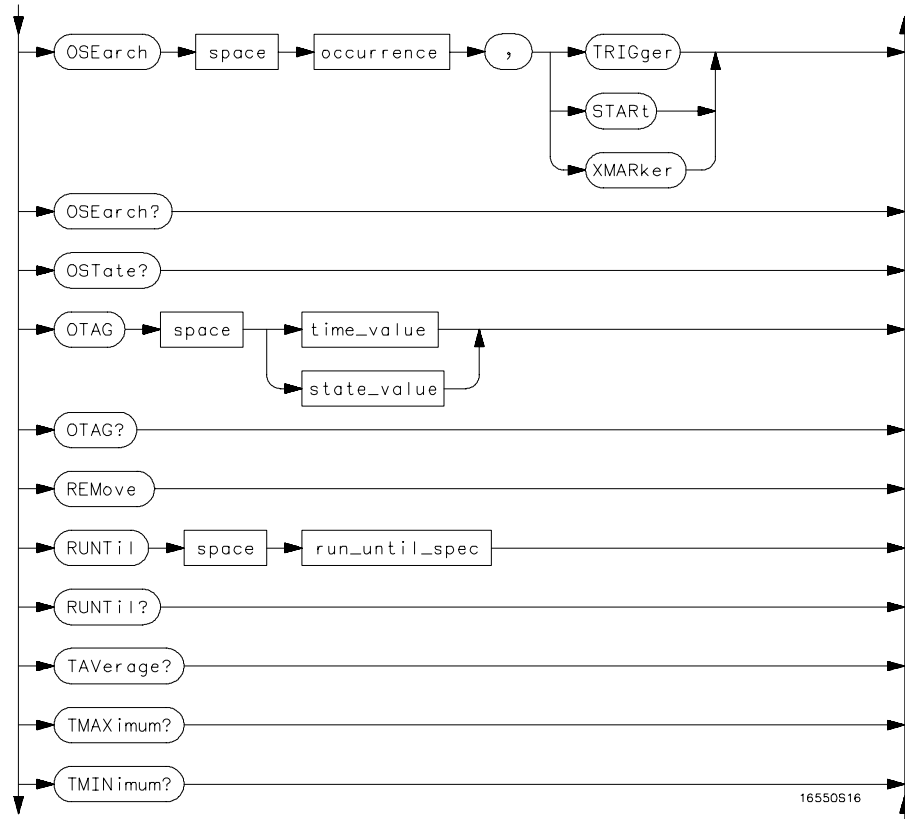 OSEarch space occurrence , TRIGger
STARt
XMARker
OSEarch?
OSTate?
OTAG space time_value
state_value
OTAG?
REMove
RUNTil space run_until_spec
RUNTil?
TAVerage?
TMAXimum?
TMINimum?
16550S16